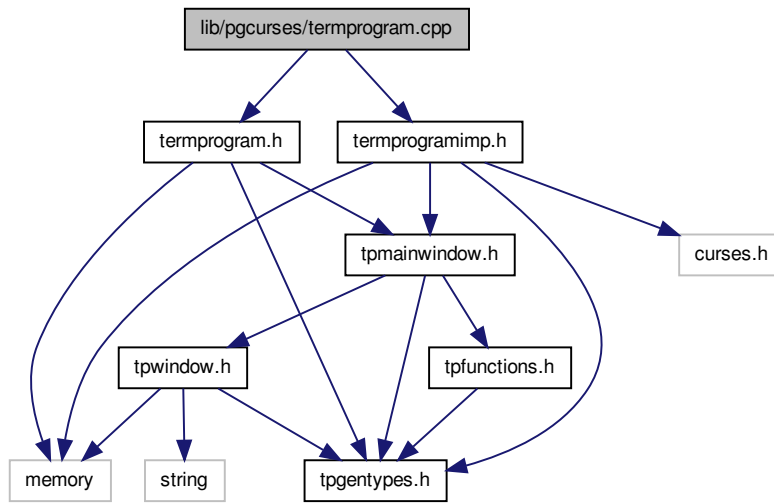 lib/pgcurses/termprogram.cpp
termprogram.h
termprogramimp.h
tpmainwindow.h
curses.h
tpwindow.h
tpfunctions.h
memory
string
tpgentypes.h